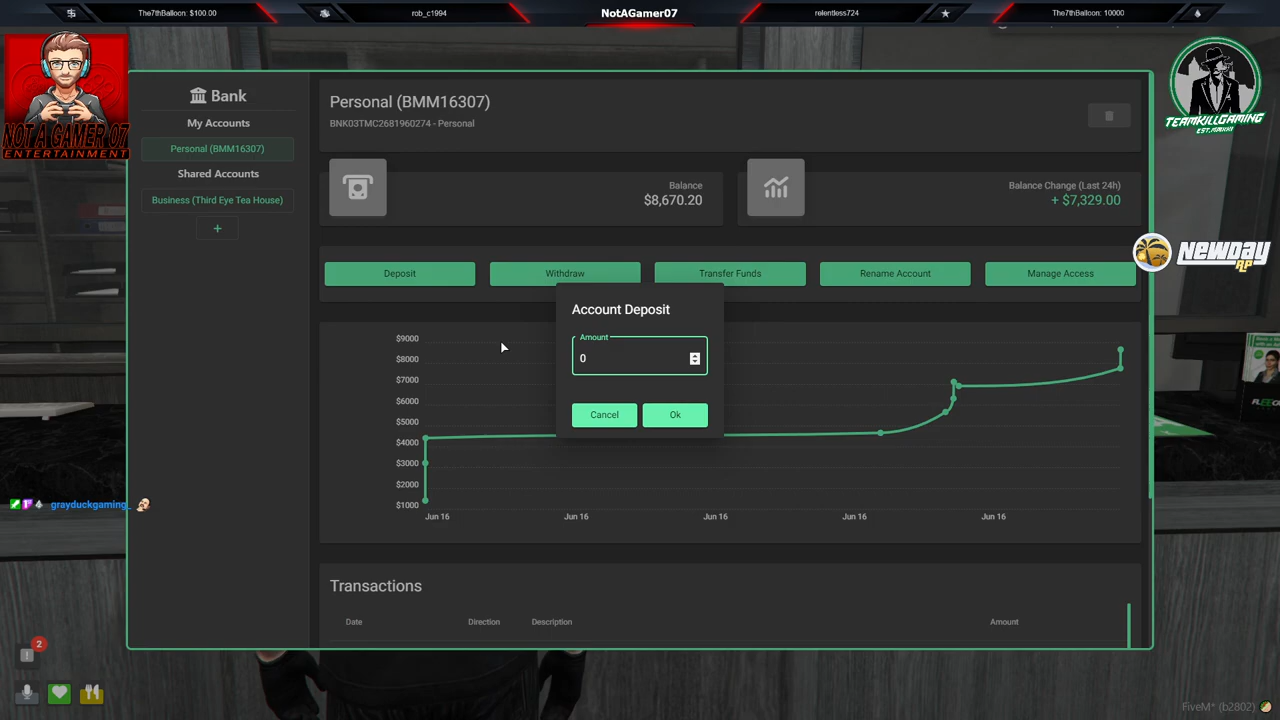 The7thBalloon: $100.00
rob_c1994
NotAGamer07
relentless724
The7thBalloon: 10000
NOT A GAMER 07
ENTERTAINMENT
TEAMKILLGAMING
EST.MMXXI
Bank
My Accounts
Personal (BMM16307)
Shared Accounts
Business (Third Eye Tea House)
+
Personal (BMM16307)
BNK03TMC2681960274 - Personal
Balance
$8,670.20
Balance Change (Last 24h)
+ $7,329.00
NEWDAY
RP
Deposit
Withdraw
Transfer Funds
Rename Account
Manage Access
Account Deposit
Amount
0
Cancel
Ok
$9000
$8000
$7000
$6000
$5000
$4000
$3000
$2000
$1000
Jun 16
Jun 16
Jun 16
Jun 16
Jun 16
grayduckgaming_
Transactions
Date
Direction
Description
Amount
2
FiveM* (b2802)